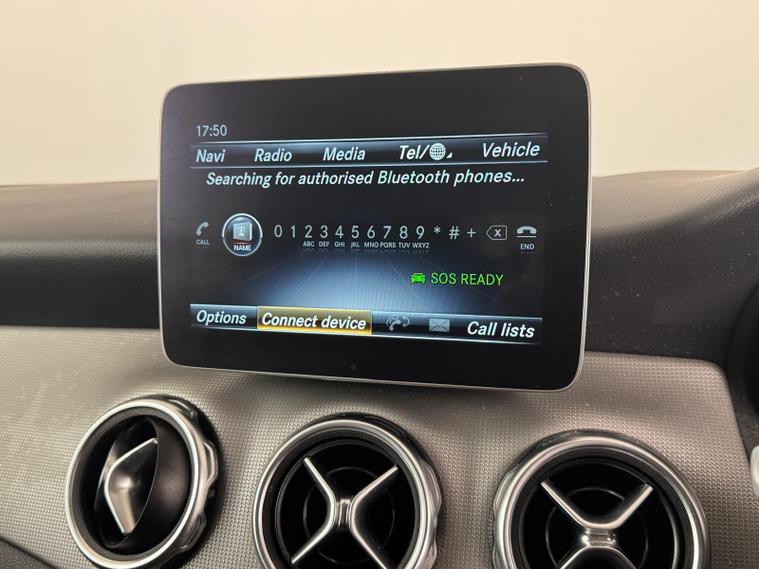 17:50
Navi Radio Media Tel/ Vehicle
Searching for authorised Bluetooth phones...
CALL NAME 0 1 2 3 4 5 6 7 8 9 * # + X END
ABC DEF GHI JKL MNO PQRS TUV WXYZ
SOS READY
Options Connect device Call lists